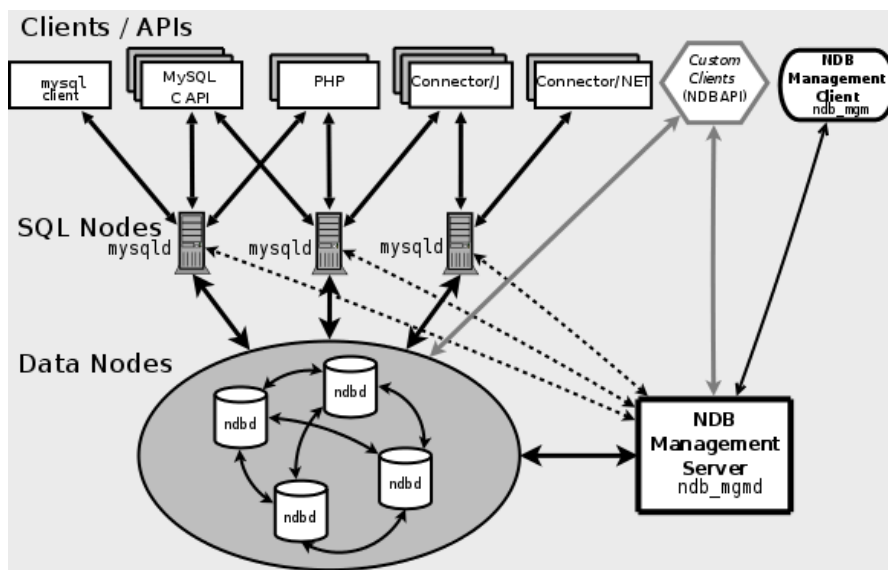 Clients / APIs
mysql
client
MySQL
C API
PHP
Connector/J
Connector/NET
Custom
Clients
(NDBAPI)
NDB
Management
Client
ndb_mgm
SQL Nodes
mysqld
mysqld
mysqld
Data Nodes
ndbd
ndbd
ndbd
ndbd
NDB
Management
Server
ndb_mgmd